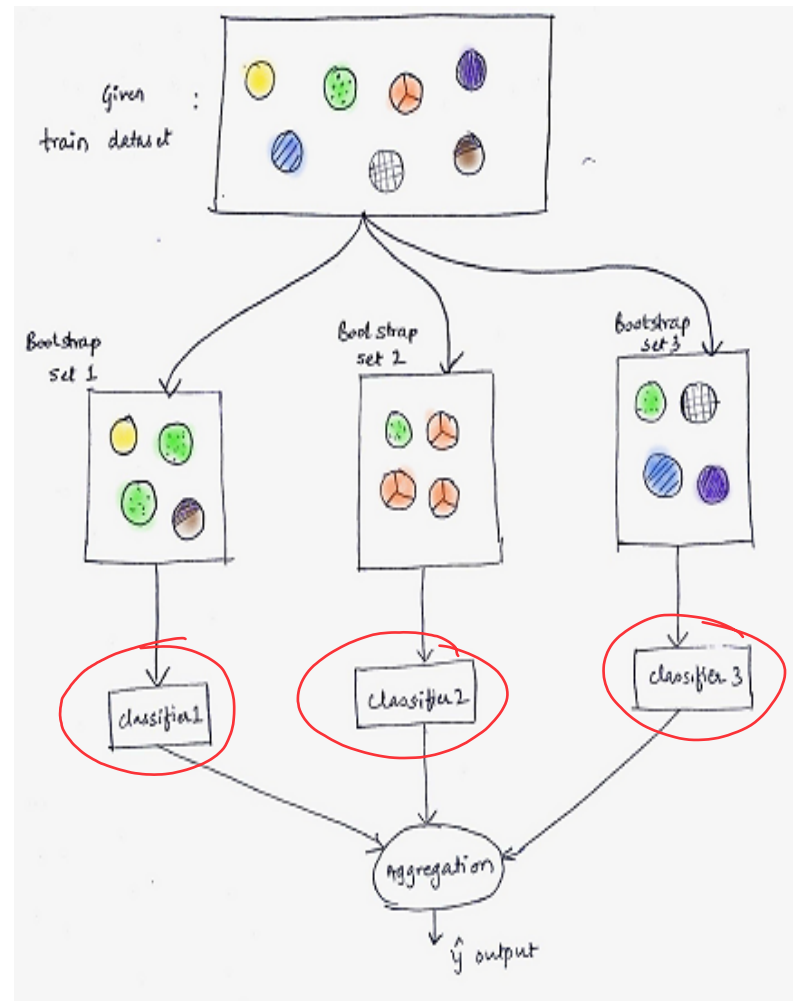 Given :
train dataset
Bootstrap
set 1
Bootstrap
set 2
Bootstrap
set 3
classifier1
classifier2
classifier 3
Aggregation
ŷ output